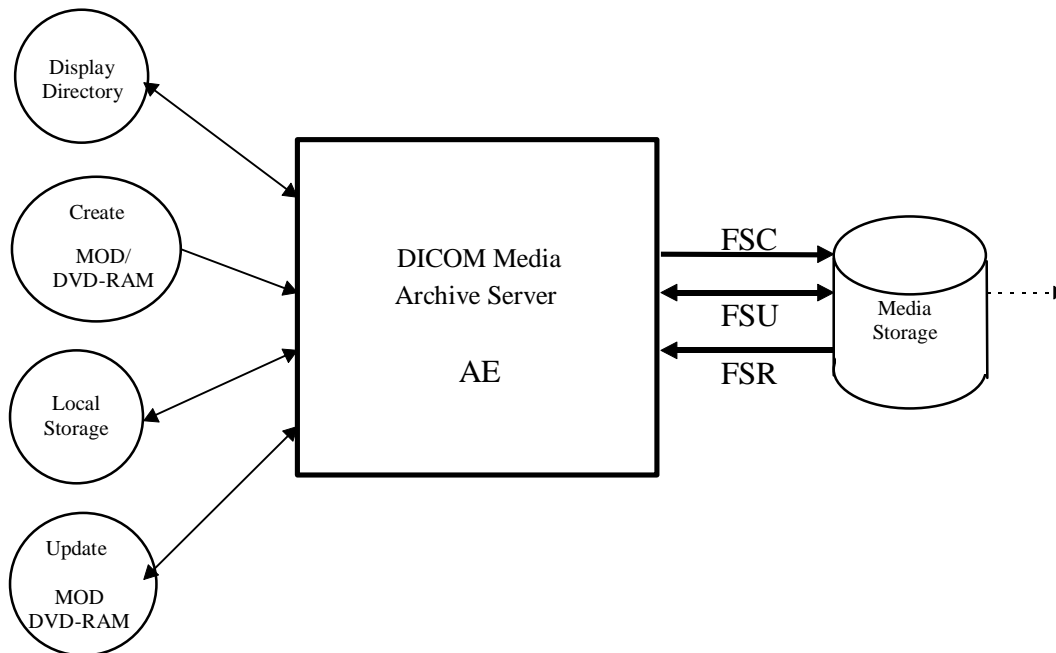 Display
Directory
Create
MOD/
DVD-RAM
Local
Storage
Update
MOD
DVD-RAM
DICOM Media
Archive Server
AE
FSC
FSU
FSR
Media
Storage